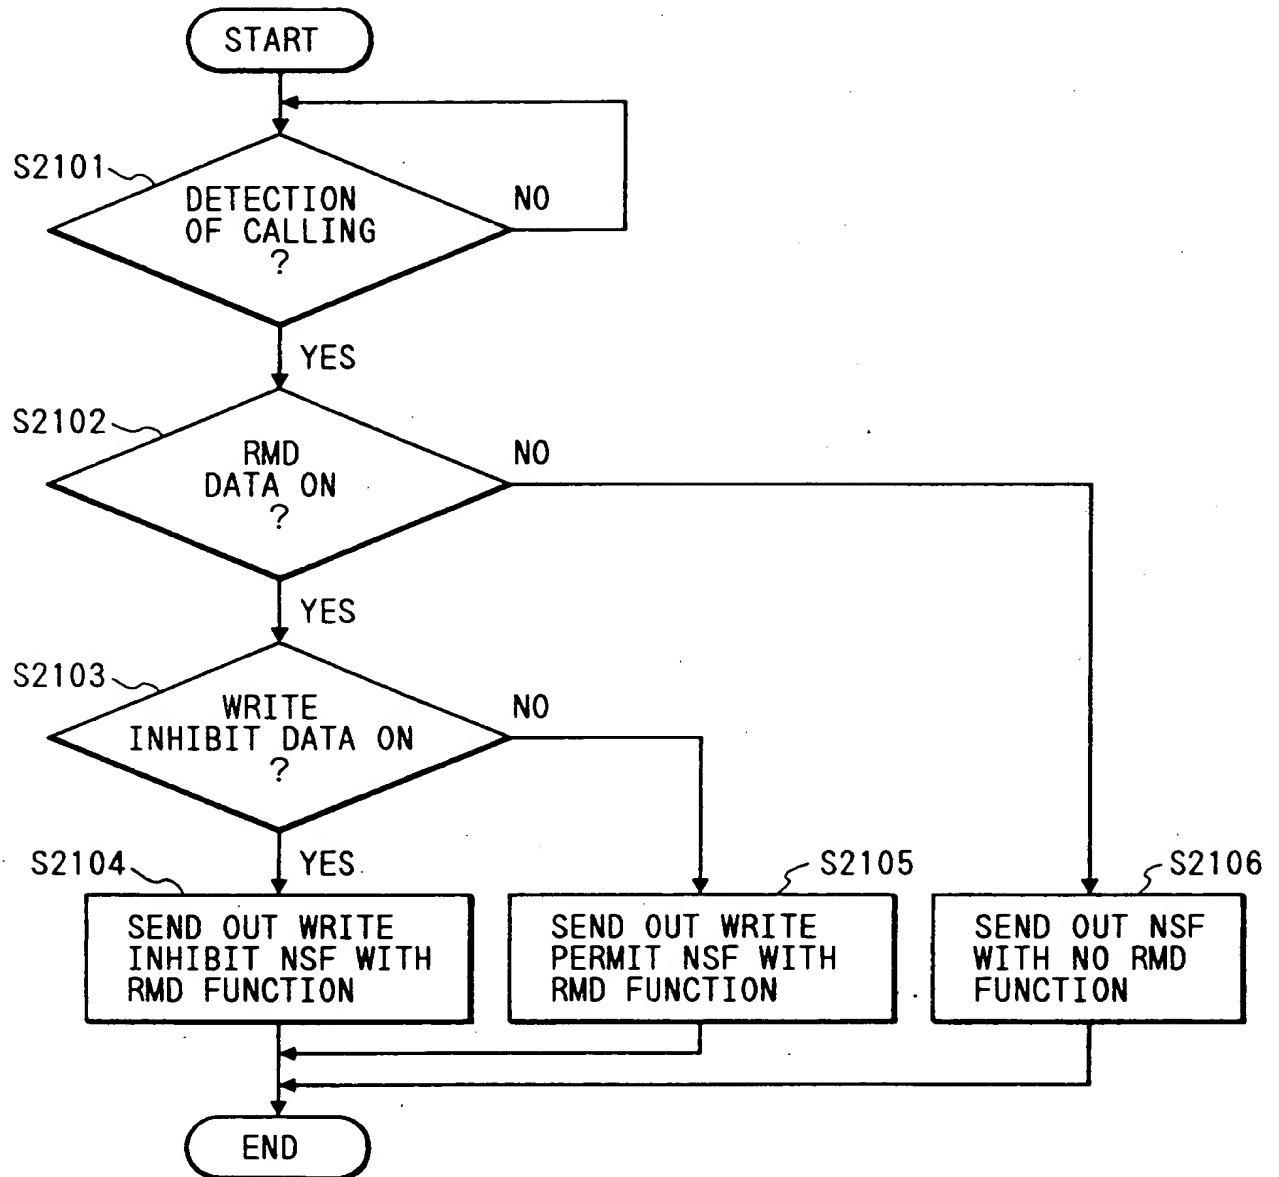 START
S2101
DETECTION
OF CALLING
?
NO
YES
S2102
RMD
DATA ON
?
NO
YES
S2103
WRITE
INHIBIT DATA ON
?
NO
YES
S2104
SEND OUT WRITE
INHIBIT NSF WITH
RMD FUNCTION
S2105
SEND OUT WRITE
PERMIT NSF WITH
RMD FUNCTION
S2106
SEND OUT NSF
WITH NO RMD
FUNCTION
END